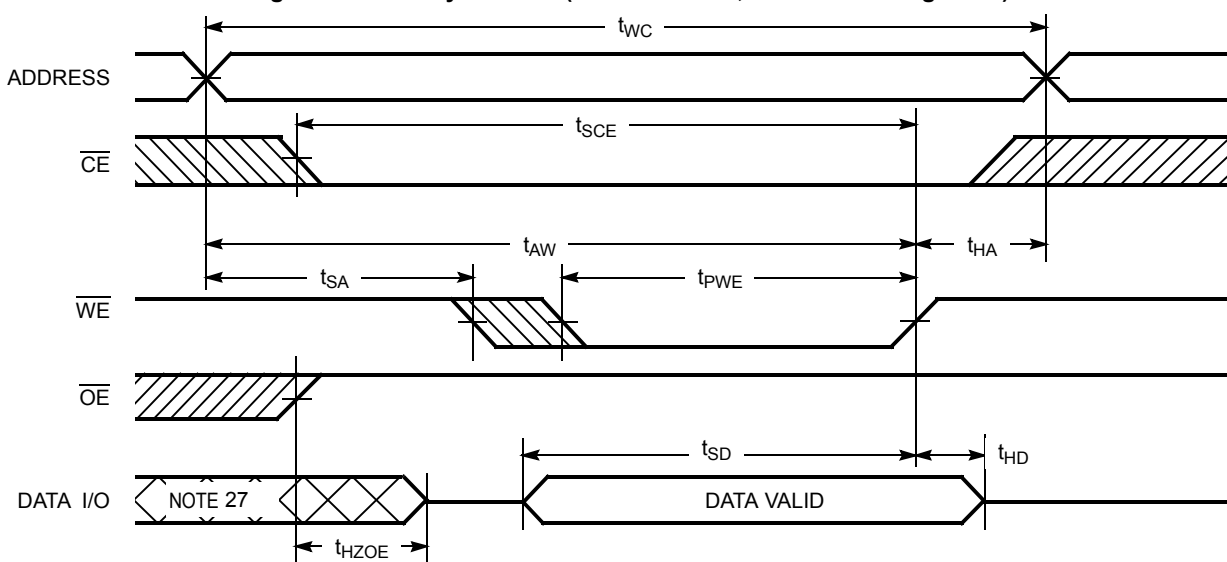 tWC
ADDRESS
tSCE
CE
tAW
tHA
tSA
tPWE
WE
OE
tSD
tHD
DATA I/O
NOTE 27
DATA VALID
tHZOE